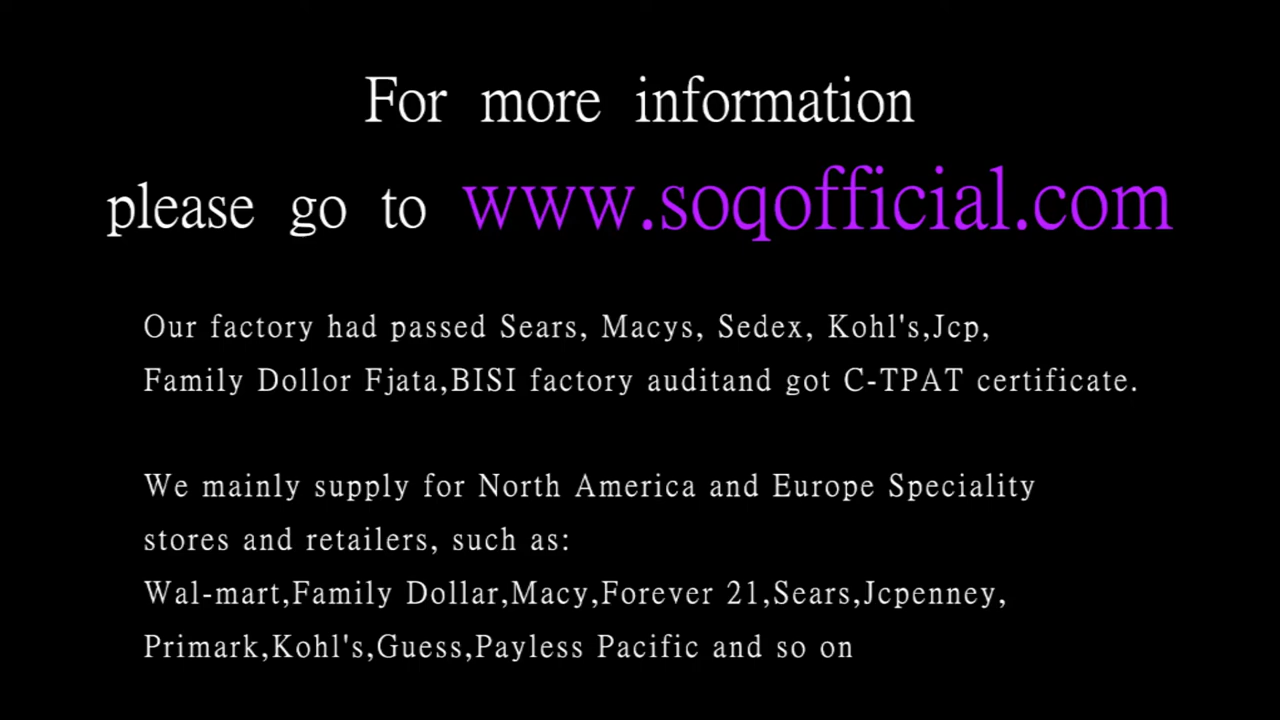 For more information
please go to www.soqofficial.com
Our factory had passed Sears, Macys, Sedex, Kohl's,Jcp,
Family Dollor Fjata,BISI factory auditand got C-TPAT certificate.
We mainly supply for North America and Europe Speciality
stores and retailers, such as:
Wal-mart,Family Dollar,Macy,Forever 21,Sears,Jcpenney,
Primark,Kohl's,Guess,Payless Pacific and so on